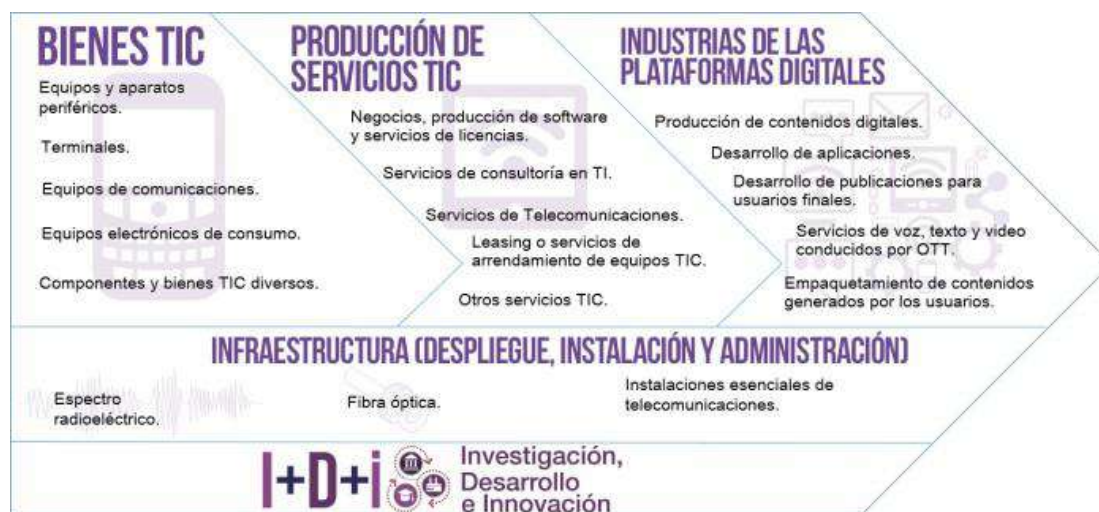 BIENES TIC
Equipos y aparatos
periféricos.
Terminales.
Equipos de comunicaciones.
Equipos electrónicos de consumo.
Componentes y bienes TIC diversos.
PRODUCCIÓN DE
SERVICIOS TIC
Negocios, producción de software
y servicios de licencias.
Servicios de consultoría en TI.
Servicios de Telecomunicaciones.
Leasing o servicios de
arrendamiento de equipos TIC.
Otros servicios TIC.
INDUSTRIAS DE LAS
PLATAFORMAS DIGITALES
Producción de contenidos digitales.
Desarrollo de aplicaciones.
Desarrollo de publicaciones para
usuarios finales.
Servicios de voz, texto y video
conducidos por OTT.
Empaquetamiento de contenidos
generados por los usuarios.
INFRAESTRUCTURA (DESPLIEGUE, INSTALACIÓN Y ADMINISTRACIÓN)
Espectro
radioeléctrico.
Fibra óptica.
Instalaciones esenciales de
telecomunicaciones.
I+D+i
Investigación,
Desarrollo
e Innovación